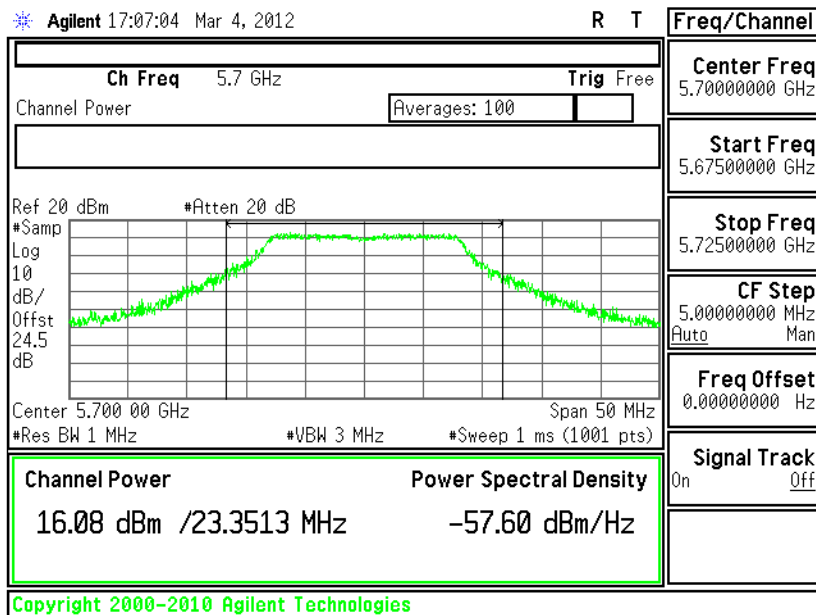 Agilent 17:07:04 Mar 4, 2012 R T
Ch Freq 5.7 GHz Trig Free
Channel Power Averages: 100
Ref 20 dBm #Atten 20 dB
#Samp
Log
10
dB/
Offst
24.5
dB
Center 5.700 00 GHz Span 50 MHz
#Res BW 1 MHz #VBW 3 MHz #Sweep 1 ms (1001 pts)
Channel Power Power Spectral Density
16.08 dBm /23.3513 MHz -57.60 dBm/Hz
Copyright 2000-2010 Agilent Technologies
Freq/Channel
Center Freq
5.70000000 GHz
Start Freq
5.67500000 GHz
Stop Freq
5.72500000 GHz
CF Step
5.00000000 MHz
Auto Man
Freq Offset
0.00000000 Hz
Signal Track
On Off